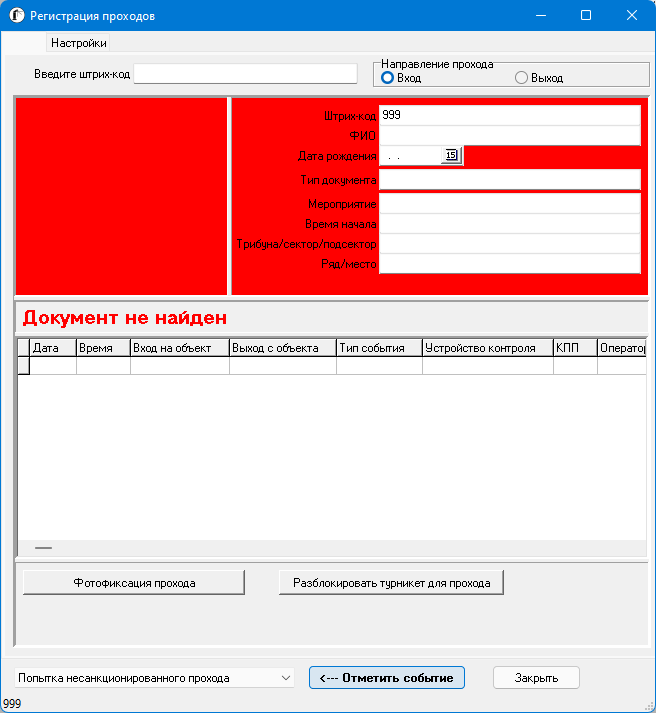 Регистрация проходов
Настройки
Введите штрих-код
Направление прохода
Вход Выход
Штрих-код 999
ФИО
Дата рождения . . 15
Тип документа
Мероприятие
Время начала
Трибуна/сектор/подсектор
Ряд/место
Документ не найден
Дата Время Вход на объект Выход с объекта Тип события Устройство контроля КПП Оператор
Фотофиксация прохода Разблокировать турникет для прохода
Попытка несанкционированного прохода <--- Отметить событие Закрыть
999